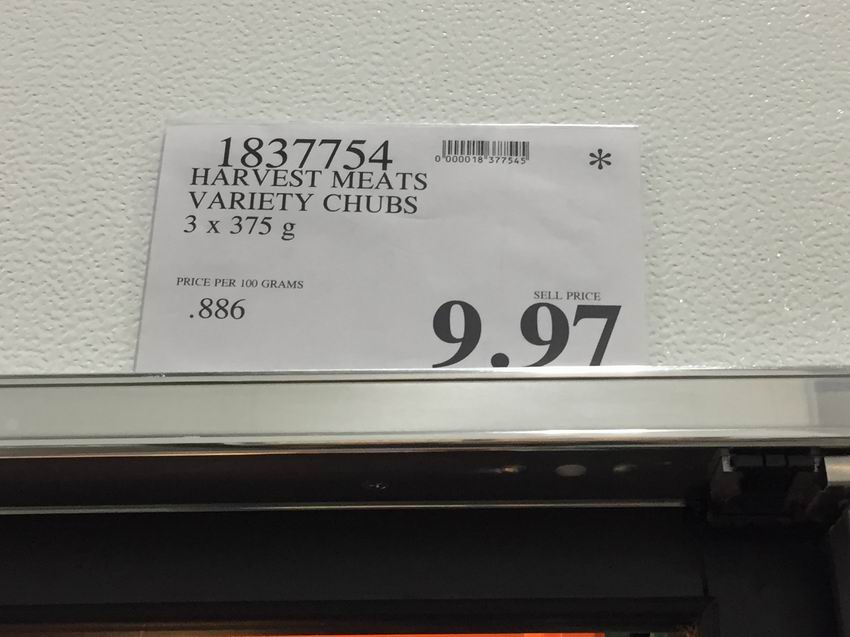 1837754
0 000018 377545
*
HARVEST MEATS
VARIETY CHUBS
3 x 375 g
PRICE PER 100 GRAMS
.886
SELL PRICE
9.97